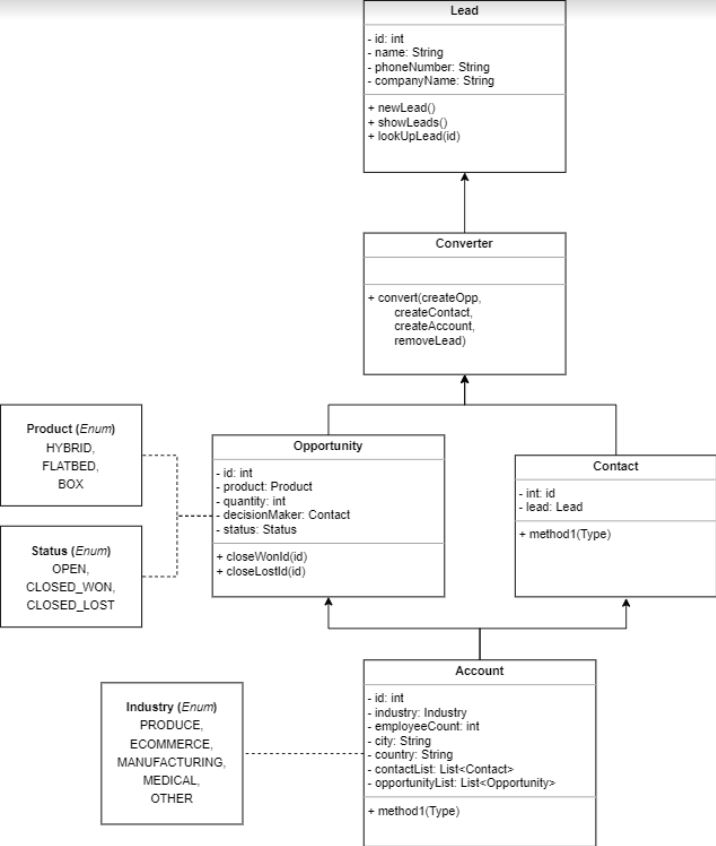 Lead
- id: int
- name: String
- phoneNumber: String
- companyName: String
+ newLead()
+ showLeads()
+ lookUpLead(id)
Converter
+ convert(createOpp,
createContact,
createAccount,
removeLead)
Product (Enum)
HYBRID,
FLATBED,
BOX
Status (Enum)
OPEN,
CLOSED_WON,
CLOSED_LOST
Opportunity
- id: int
- product: Product
- quantity: int
- decisionMaker: Contact
- status: Status
+ closeWonId(id)
+ closeLostId(id)
Contact
- int: id
- lead: Lead
+ method1(Type)
Industry (Enum)
PRODUCE,
ECOMMERCE,
MANUFACTURING,
MEDICAL,
OTHER
Account
- id: int
- industry: Industry
- employeeCount: int
- city: String
- country: String
- contactList: List<Contact>
- opportunityList: List<Opportunity>
+ method1(Type)